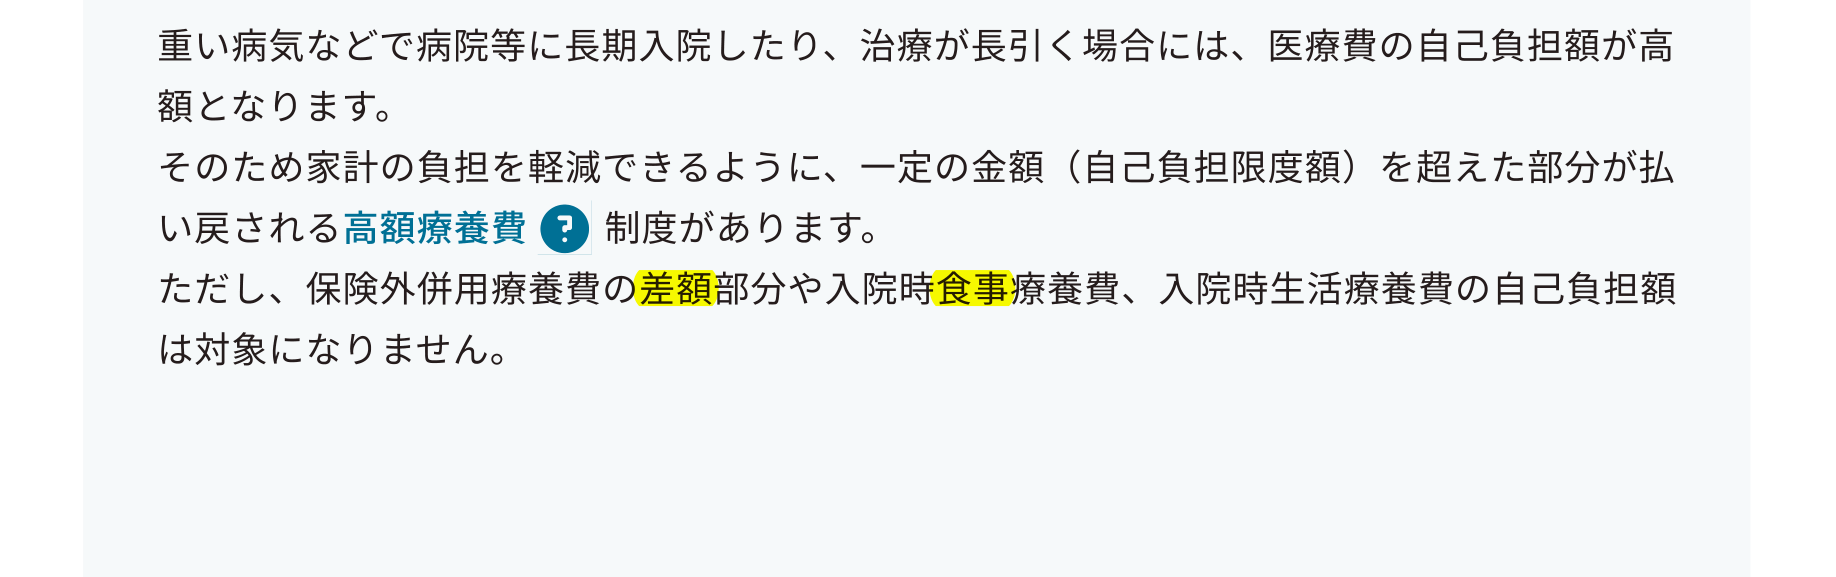 重い病気などで病院等に長期入院したり、治療が長引く場合には、医療費の自己負担額が高
額となります。
そのため家計の負担を軽減できるように、一定の金額（自己負担限度額）を超えた部分が払
い戻される高額療養費 ? 制度があります。
ただし、保険外併用療養費の差額部分や入院時食事療養費、入院時生活療養費の自己負担額
は対象になりません。